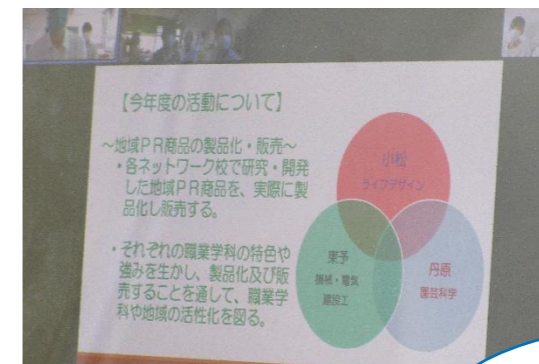 【今年度の活動について】
～地域ＰＲ商品の製品化・販売～
・各ネットワーク校で研究・開発
した地域ＰＲ商品を、実際に製
品化し販売する。
・それぞれの職業学科の特色や
強みを生かし、製品化及び販
売することを通して、職業学
科や地域の活性化を図る。
小松
ライフデザイン
東予
機械・電気
建設工
丹原
園芸科学